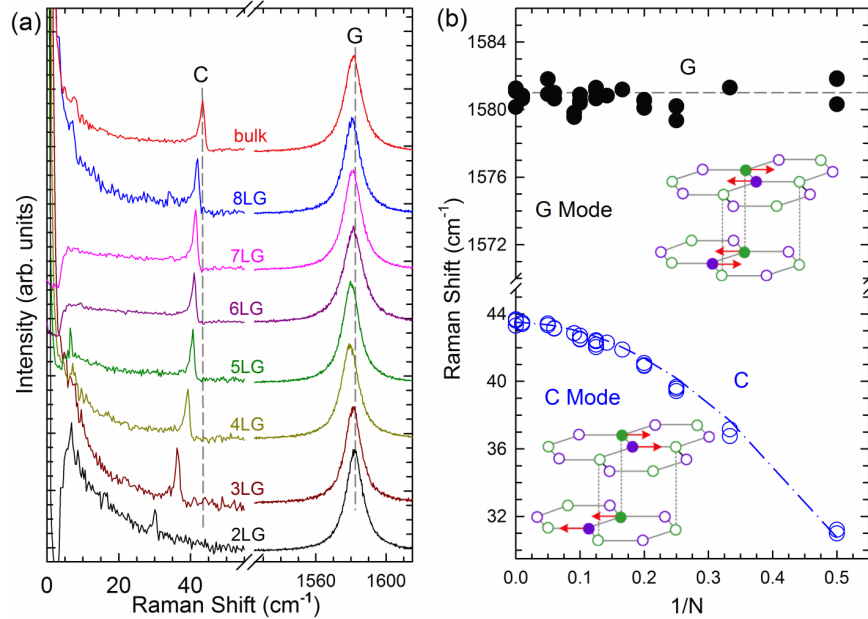 (a)
C
G
bulk
8LG
7LG
6LG
5LG
4LG
3LG
2LG
Intensity (arb. units)
0
20
40
1560
1600
Raman Shift (cm⁻¹)
(b)
1584
1580
1576
1572
44
40
36
32
Raman Shift (cm⁻¹)
G
G Mode
C
C Mode
0.0
0.1
0.2
0.3
0.4
0.5
1/N